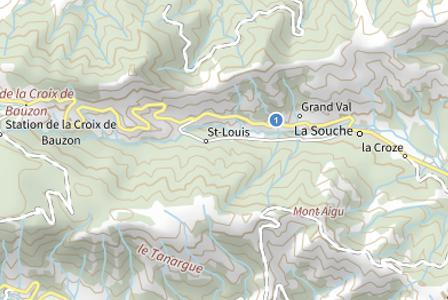 de la Croix de
Bauzon
Station de la Croix de
Bauzon
St-Louis
1
Grand Val
La Souche
la Croze
Mont Aigu
le Tanargue